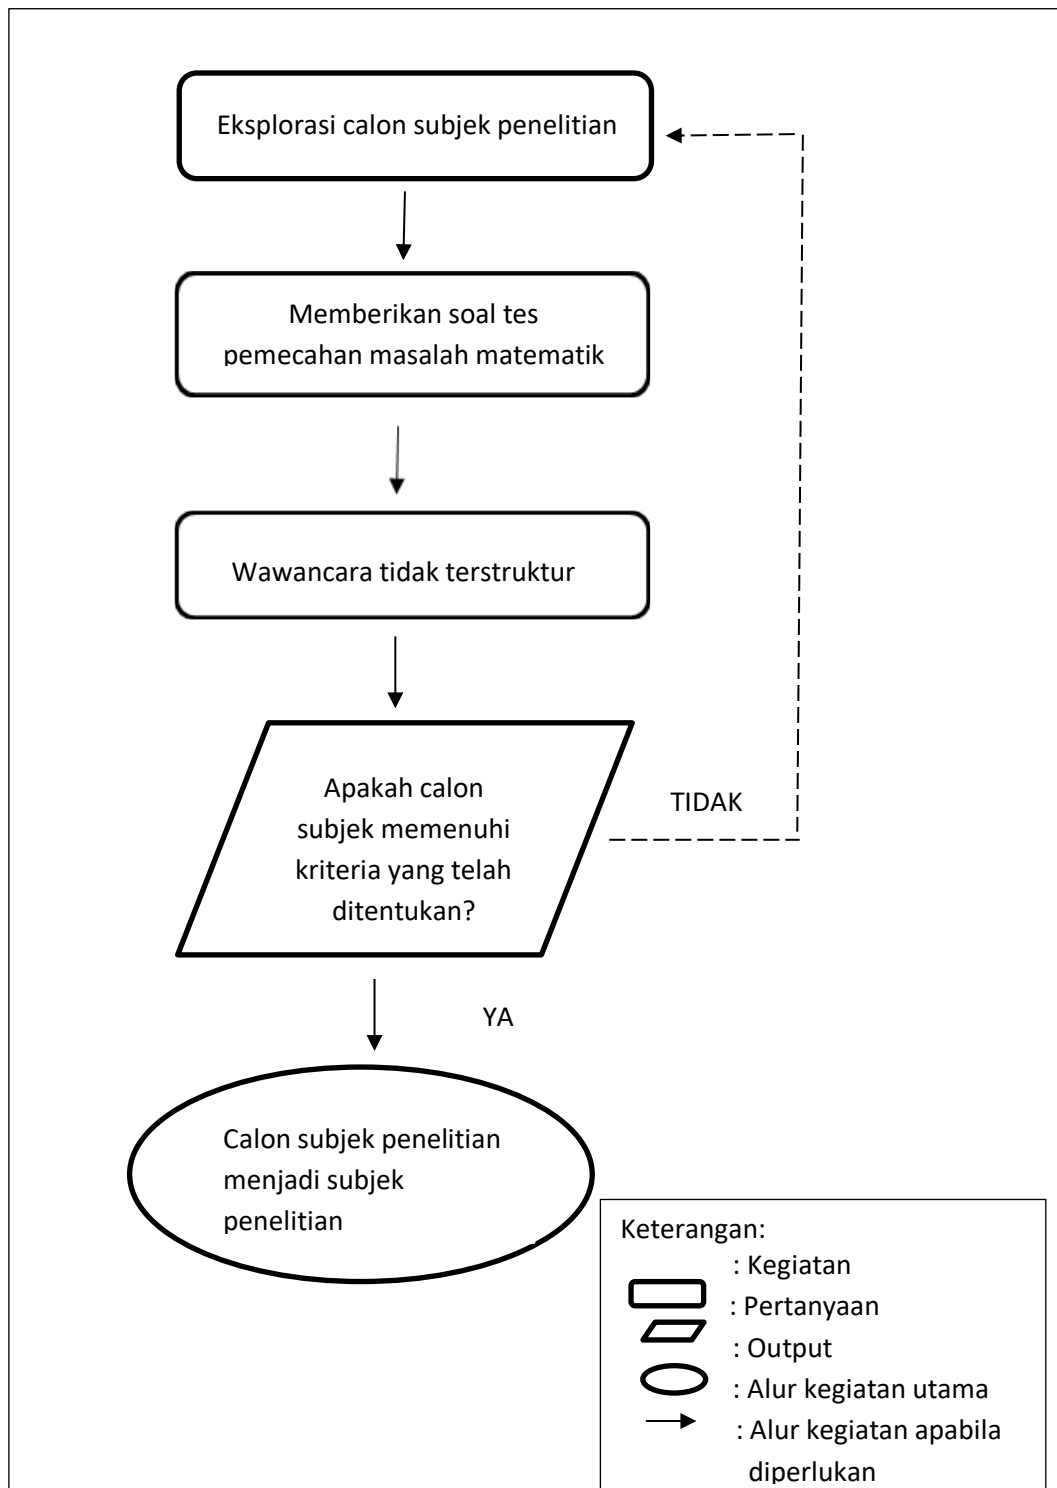 Eksplorasi calon subjek penelitian
Memberikan soal tes
pemecahan masalah matematik
Wawancara tidak terstruktur
Apakah calon
subjek memenuhi
kriteria yang telah
ditentukan?
TIDAK
YA
Calon subjek penelitian
menjadi subjek
penelitian
Keterangan:
: Kegiatan
: Pertanyaan
: Output
: Alur kegiatan utama
: Alur kegiatan apabila
diperlukan